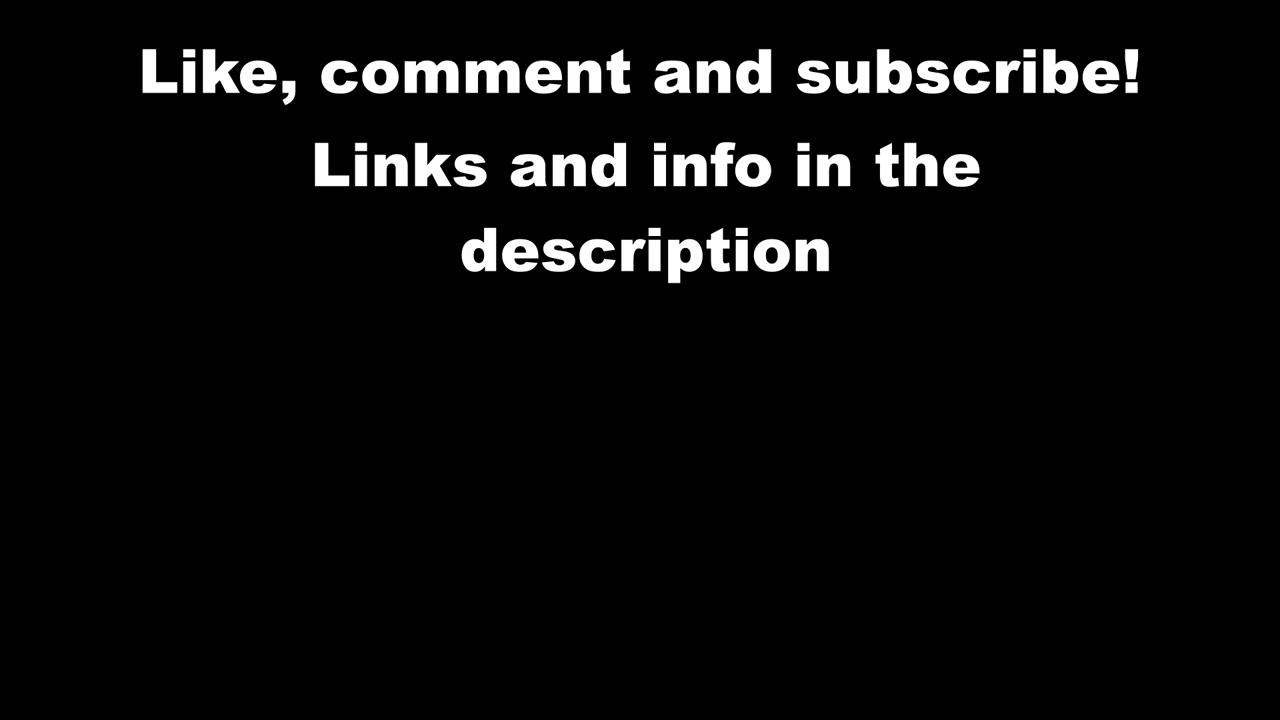 Like, comment and subscribe!
Links and info in the
description